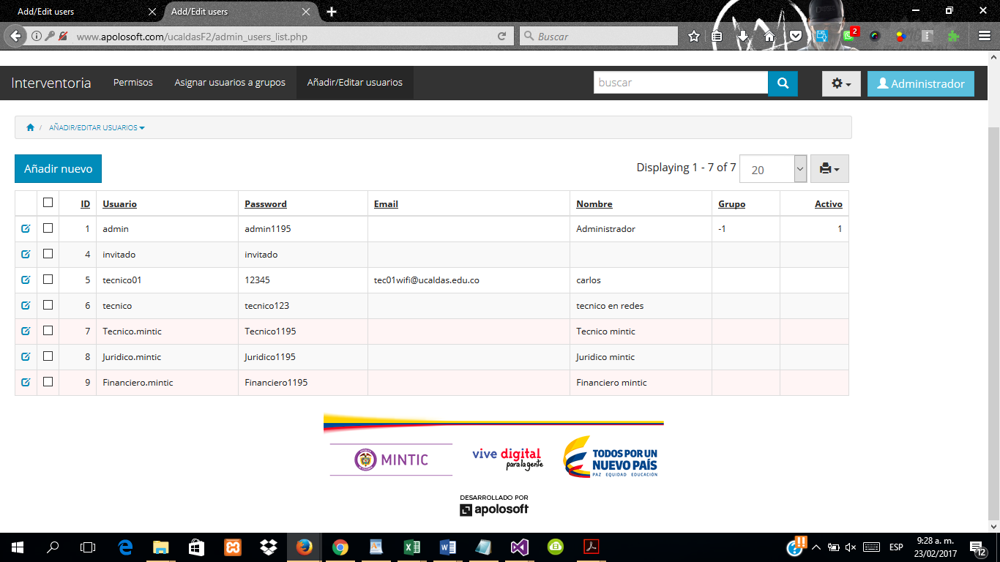 Add/Edit users
Add/Edit users
www.apolosoft.com/ucaldasF2/admin_users_list.php
Buscar
2
Interventoria Permisos Asignar usuarios a grupos Añadir/Editar usuarios buscar Administrador
/ AÑADIR/EDITAR USUARIOS
Añadir nuevo Displaying 1 - 7 of 7 20
ID Usuario Password Email Nombre Grupo Activo
1 admin admin1195 Administrador -1 1
4 invitado invitado
5 tecnico01 12345 tec01wifi@ucaldas.edu.co carlos
6 tecnico tecnico123 tecnico en redes
7 Tecnico.mintic Tecnico1195 Tecnico mintic
8 Juridico.mintic Juridico1195 Juridico mintic
9 Financiero.mintic Financiero1195 Financiero mintic
MINTIC
vive digital
para la gente
TODOS POR UN
NUEVO PAÍS
PAZ EQUIDAD EDUCACIÓN
DESARROLLADO POR
apolosoft
ESP
9:28 a. m.
23/02/2017
12